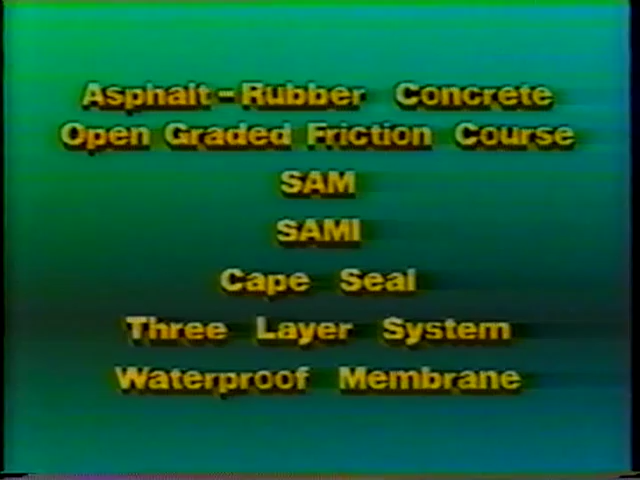 Asphalt-Rubber Concrete
Open Graded Friction Course
SAM
SAMI
Cape Seal
Three Layer System
Waterproof Membrane